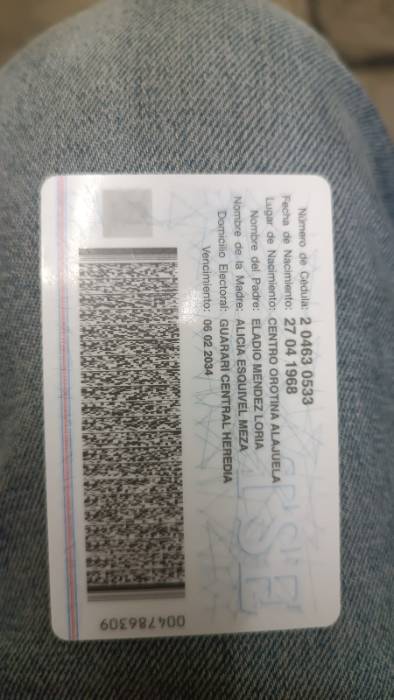 Número de Cédula: 2 0463 0533
Fecha de Nacimiento: 27 04 1968
Lugar de Nacimiento: CENTRO OROTINA ALAJUELA
Nombre del Padre: ELADIO MENDEZ LORIA
Nombre de la Madre: ALICIA ESQUIVEL MEZA
Domicilio Electoral: GUARARI CENTRAL HEREDIA
Vencimiento: 06 02 2034
004786309